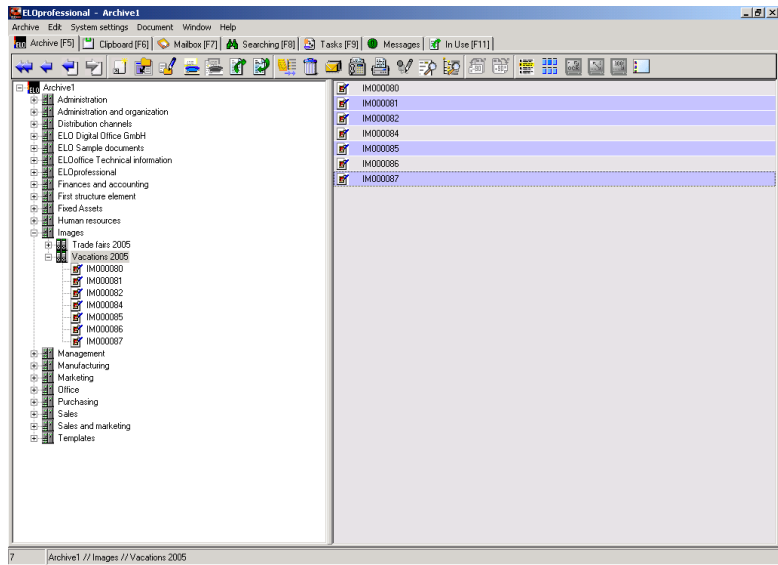 ELOprofessional - Archive1
Archive Edit System settings Document Window Help
Archive [F5] Clipboard [F6] Mailbox [F7] Searching [F8] Tasks [F9] Messages In Use [F11]
Archive1
Administration
Administration and organization
Distribution channels
ELO Digital Office GmbH
ELO Sample documents
ELOoffice Technical information
ELOprofessional
Finances and accounting
First structure element
Fixed Assets
Human resources
Images
Trade fairs 2005
Vacations 2005
IM000080
IM000081
IM000082
IM000084
IM000085
IM000086
IM000087
Management
Manufacturing
Marketing
Office
Purchasing
Sales
Sales and marketing
Templates
IM000080
IM000081
IM000082
IM000084
IM000085
IM000086
IM000087
7 Archive1 // Images // Vacations 2005